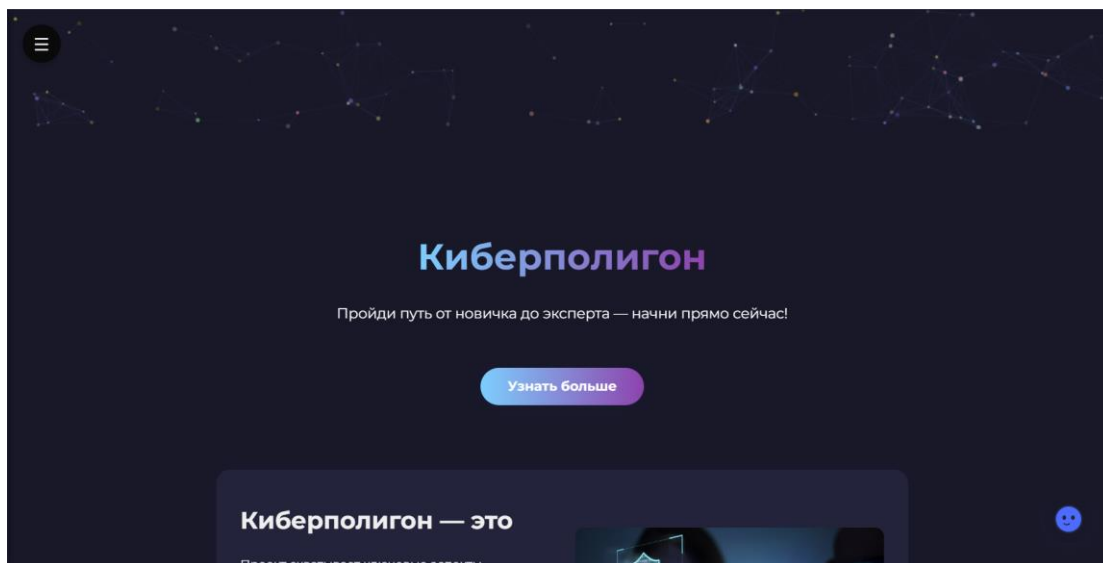 Киберполигон
Пройди путь от новичка до эксперта — начни прямо сейчас!
Узнать больше
Киберполигон — это